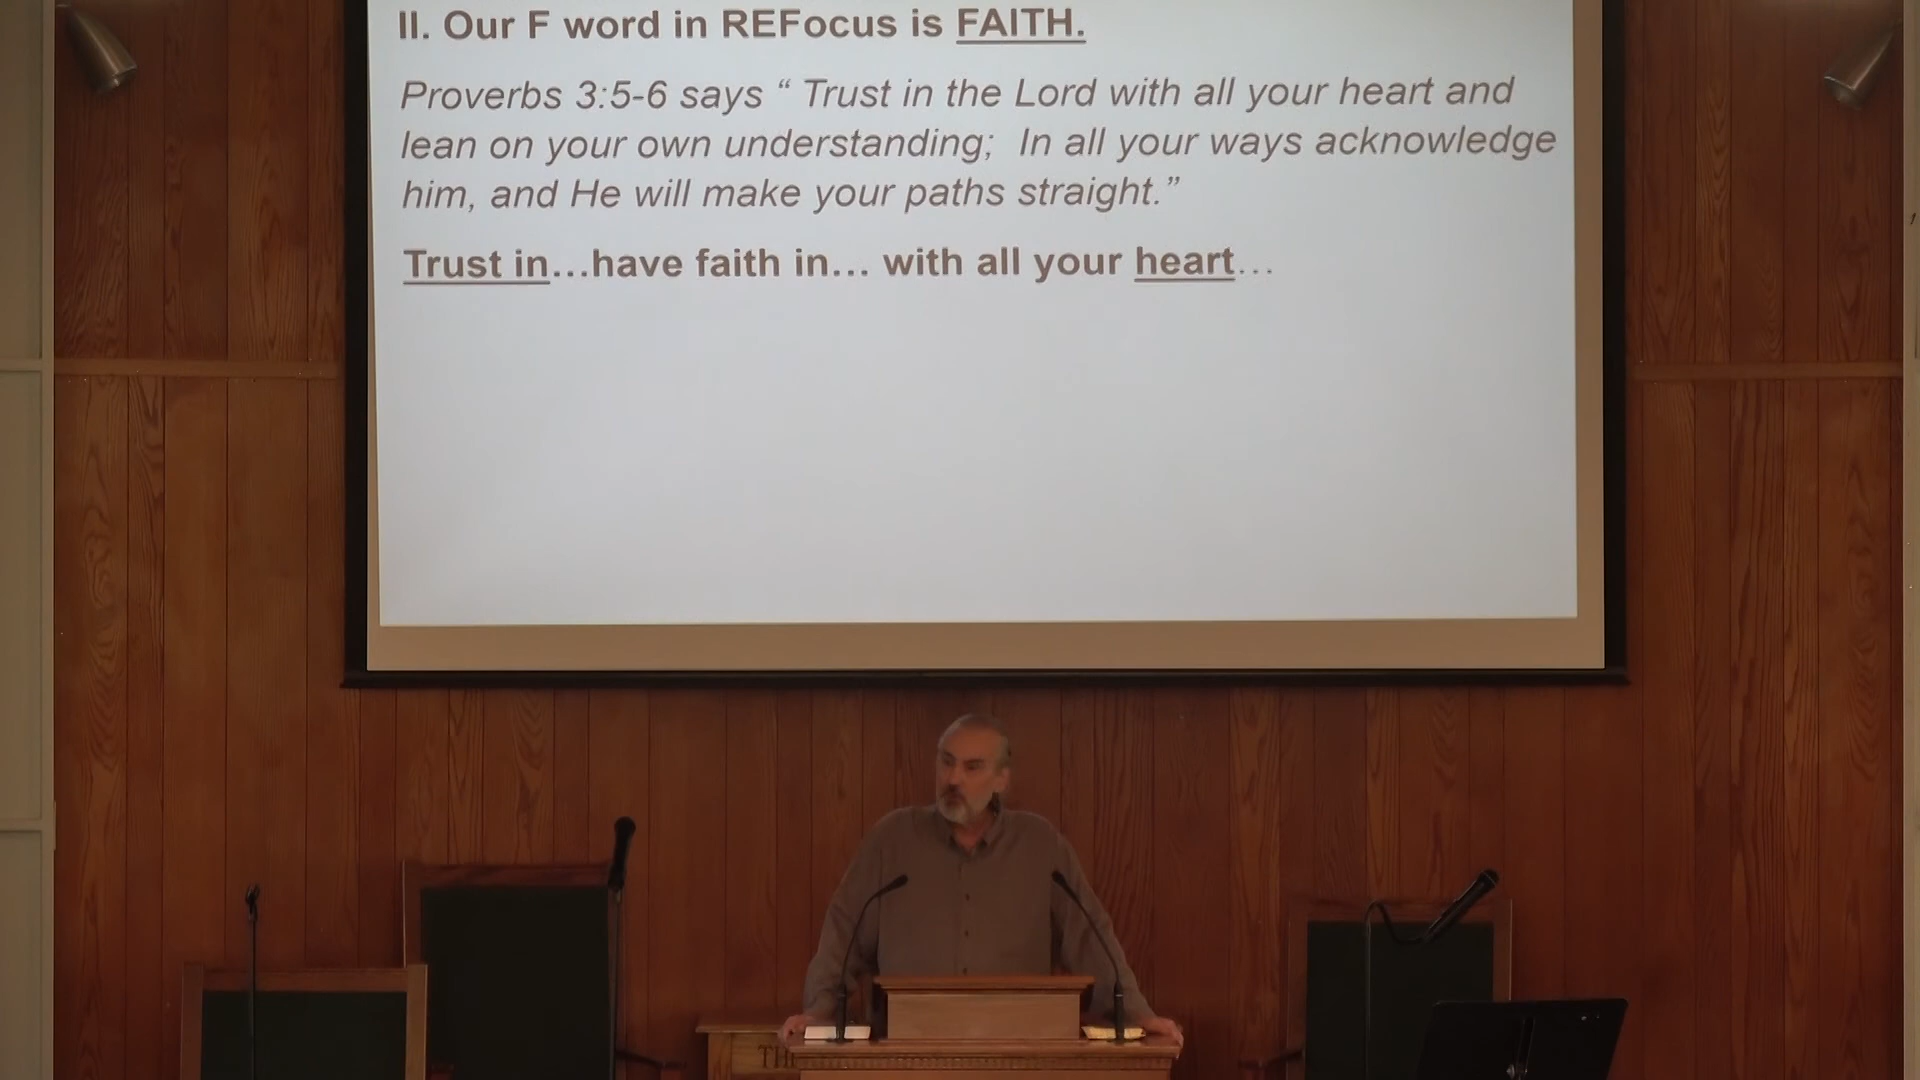 II. Our F word in REFocus is FAITH.
Proverbs 3:5-6 says “ Trust in the Lord with all your heart and
lean on your own understanding; In all your ways acknowledge
him, and He will make your paths straight.”
Trust in...have faith in... with all your heart...